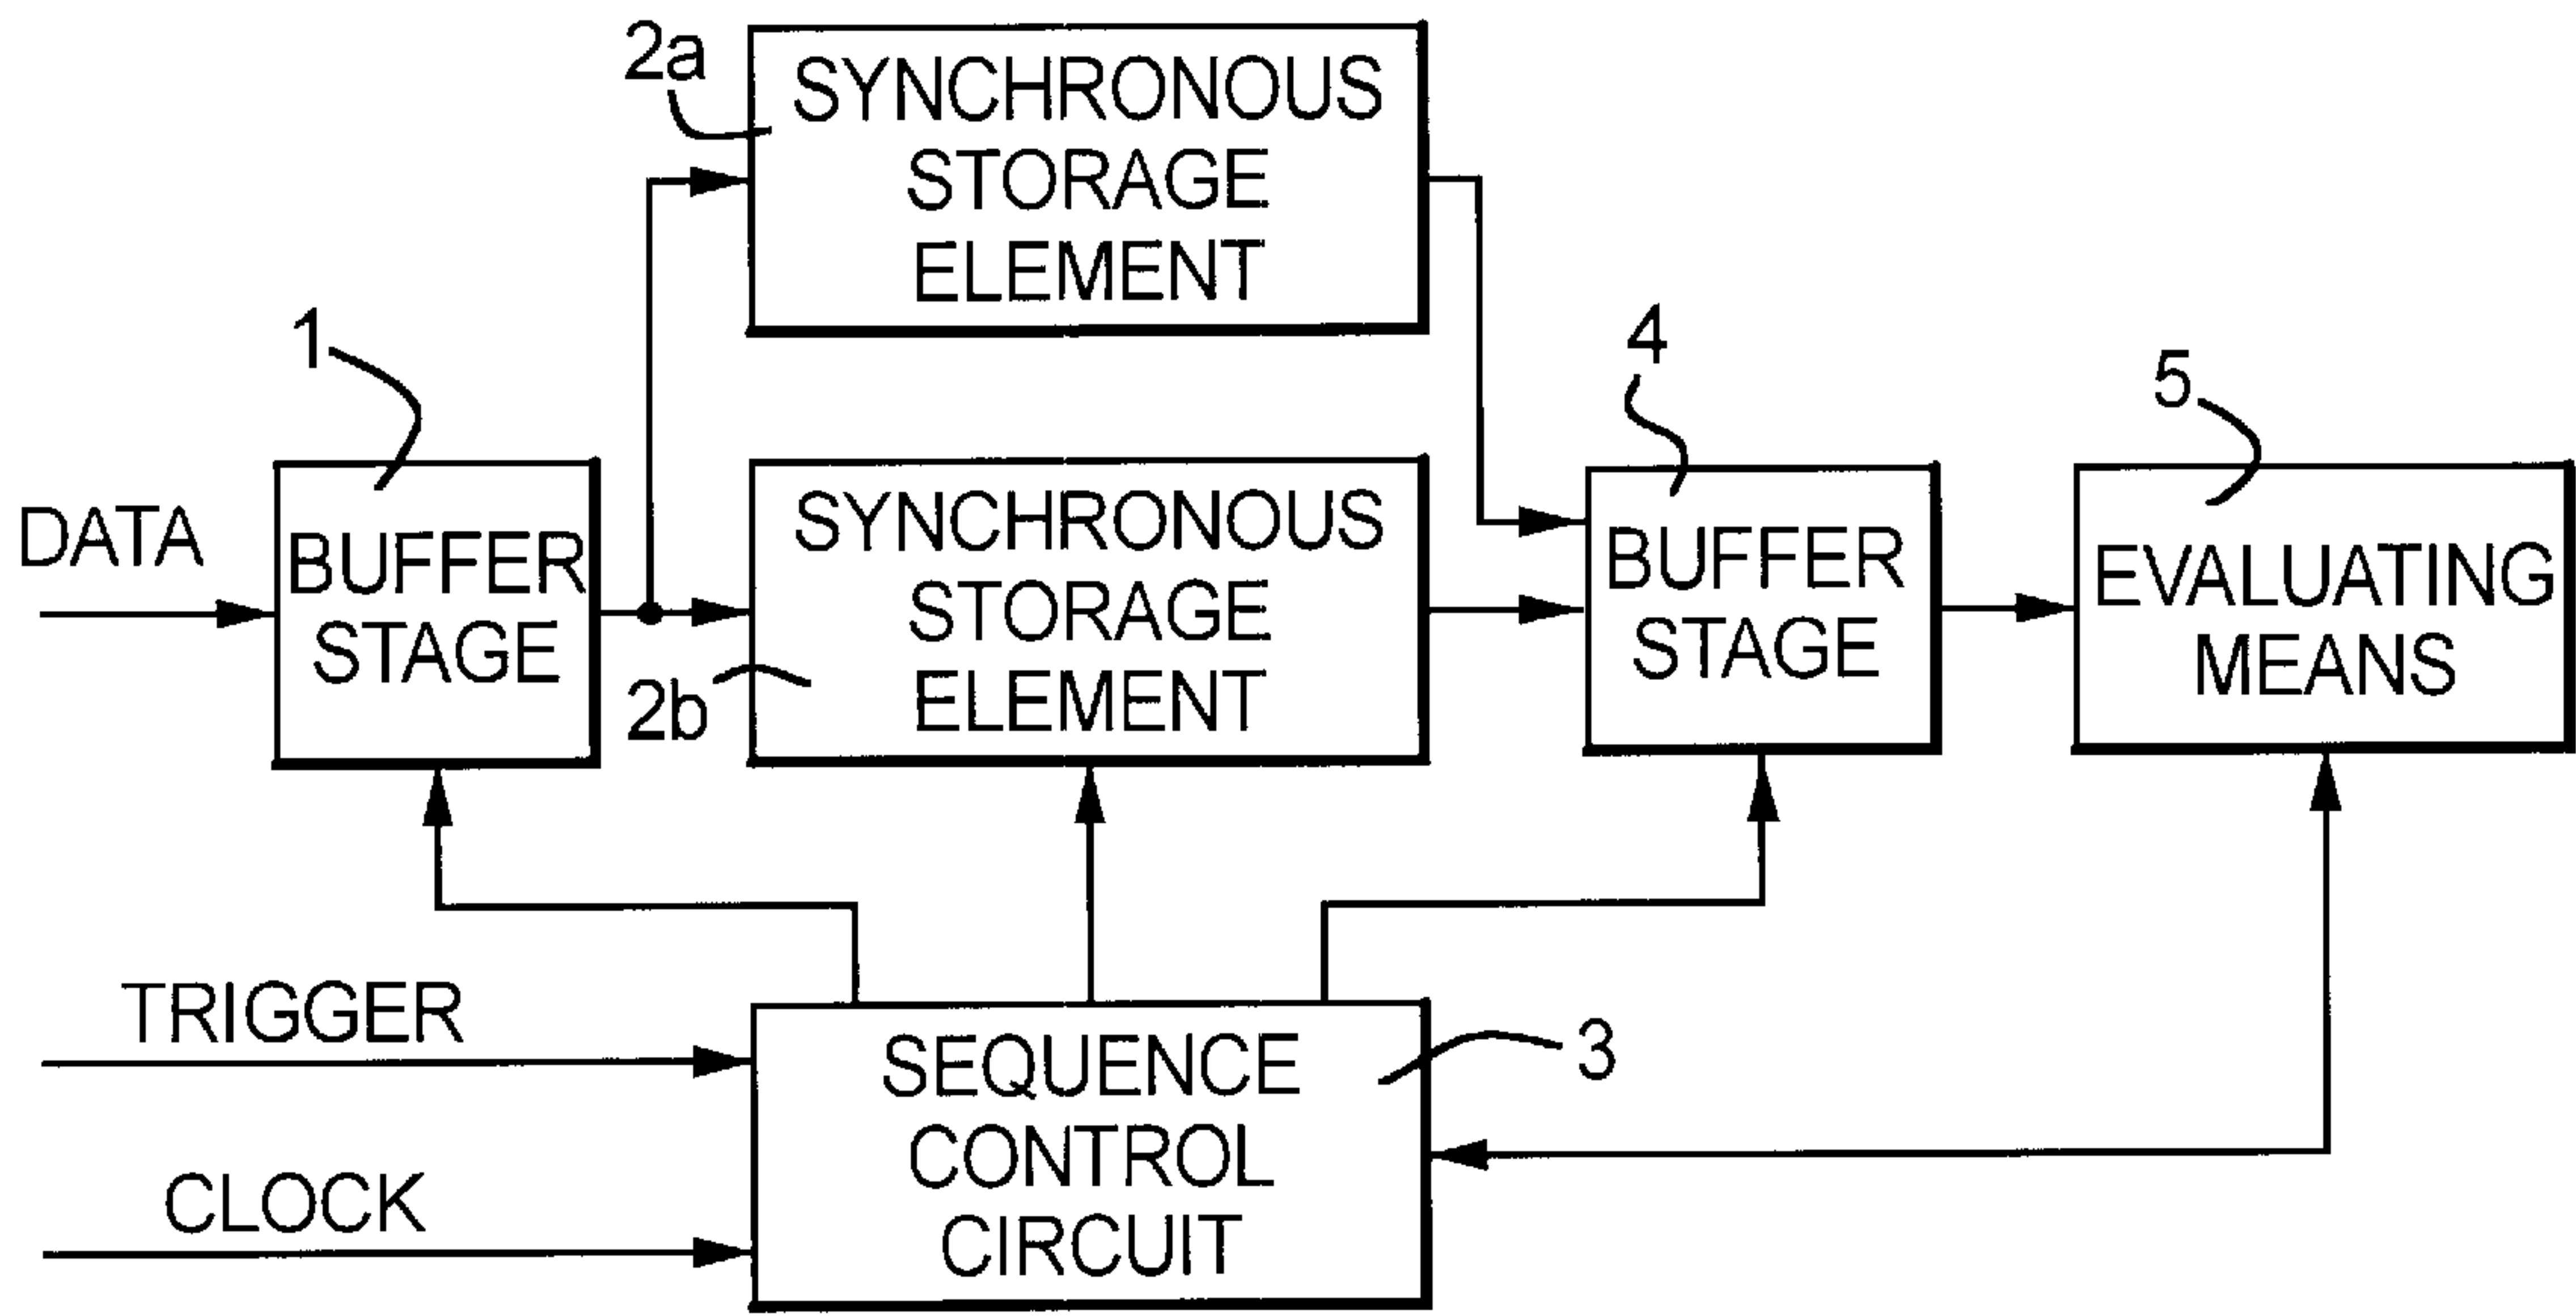 2a
SYNCHRONOUS
STORAGE
ELEMENT
1
4
5
DATA
BUFFER
STAGE
SYNCHRONOUS
STORAGE
ELEMENT
2b
BUFFER
STAGE
EVALUATING
MEANS
TRIGGER
CLOCK
SEQUENCE
CONTROL
CIRCUIT
3